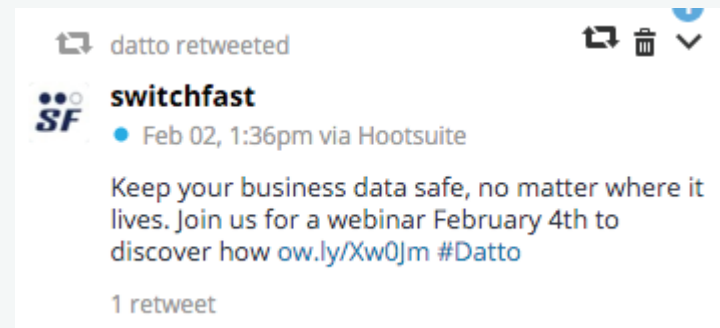 datto retweeted
SF
switchfast
Feb 02, 1:36pm via Hootsuite
Keep your business data safe, no matter where it
lives. Join us for a webinar February 4th to
discover how ow.ly/Xw0Jm #Datto
1 retweet